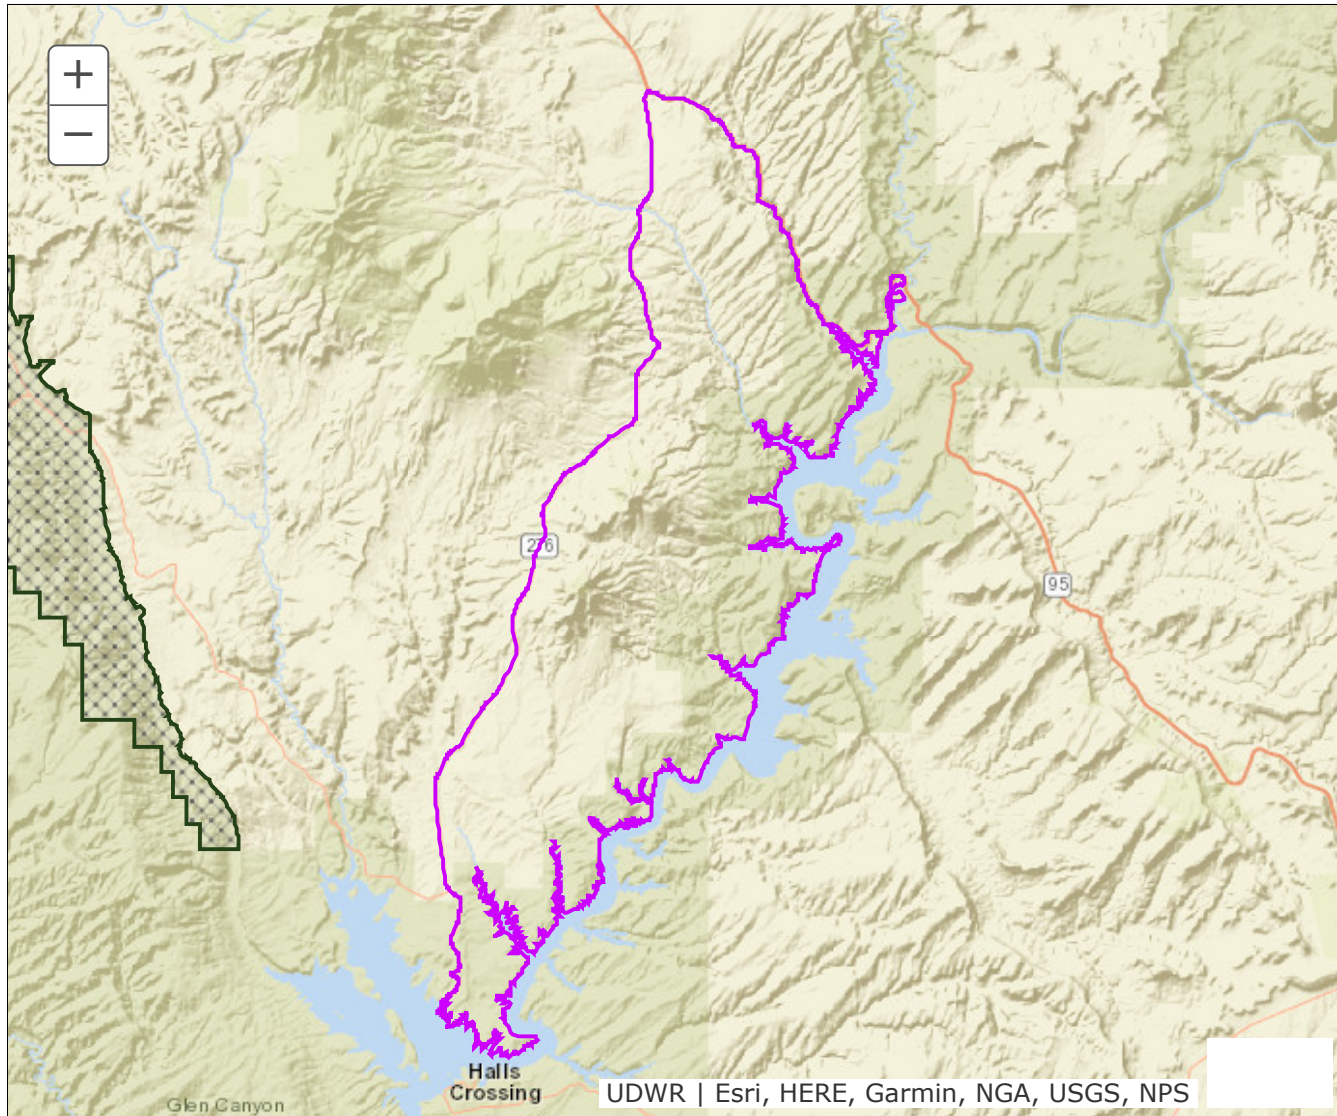 +
−
276
95
Halls
Crossing
Glen Canyon
UDWR | Esri, HERE, Garmin, NGA, USGS, NPS